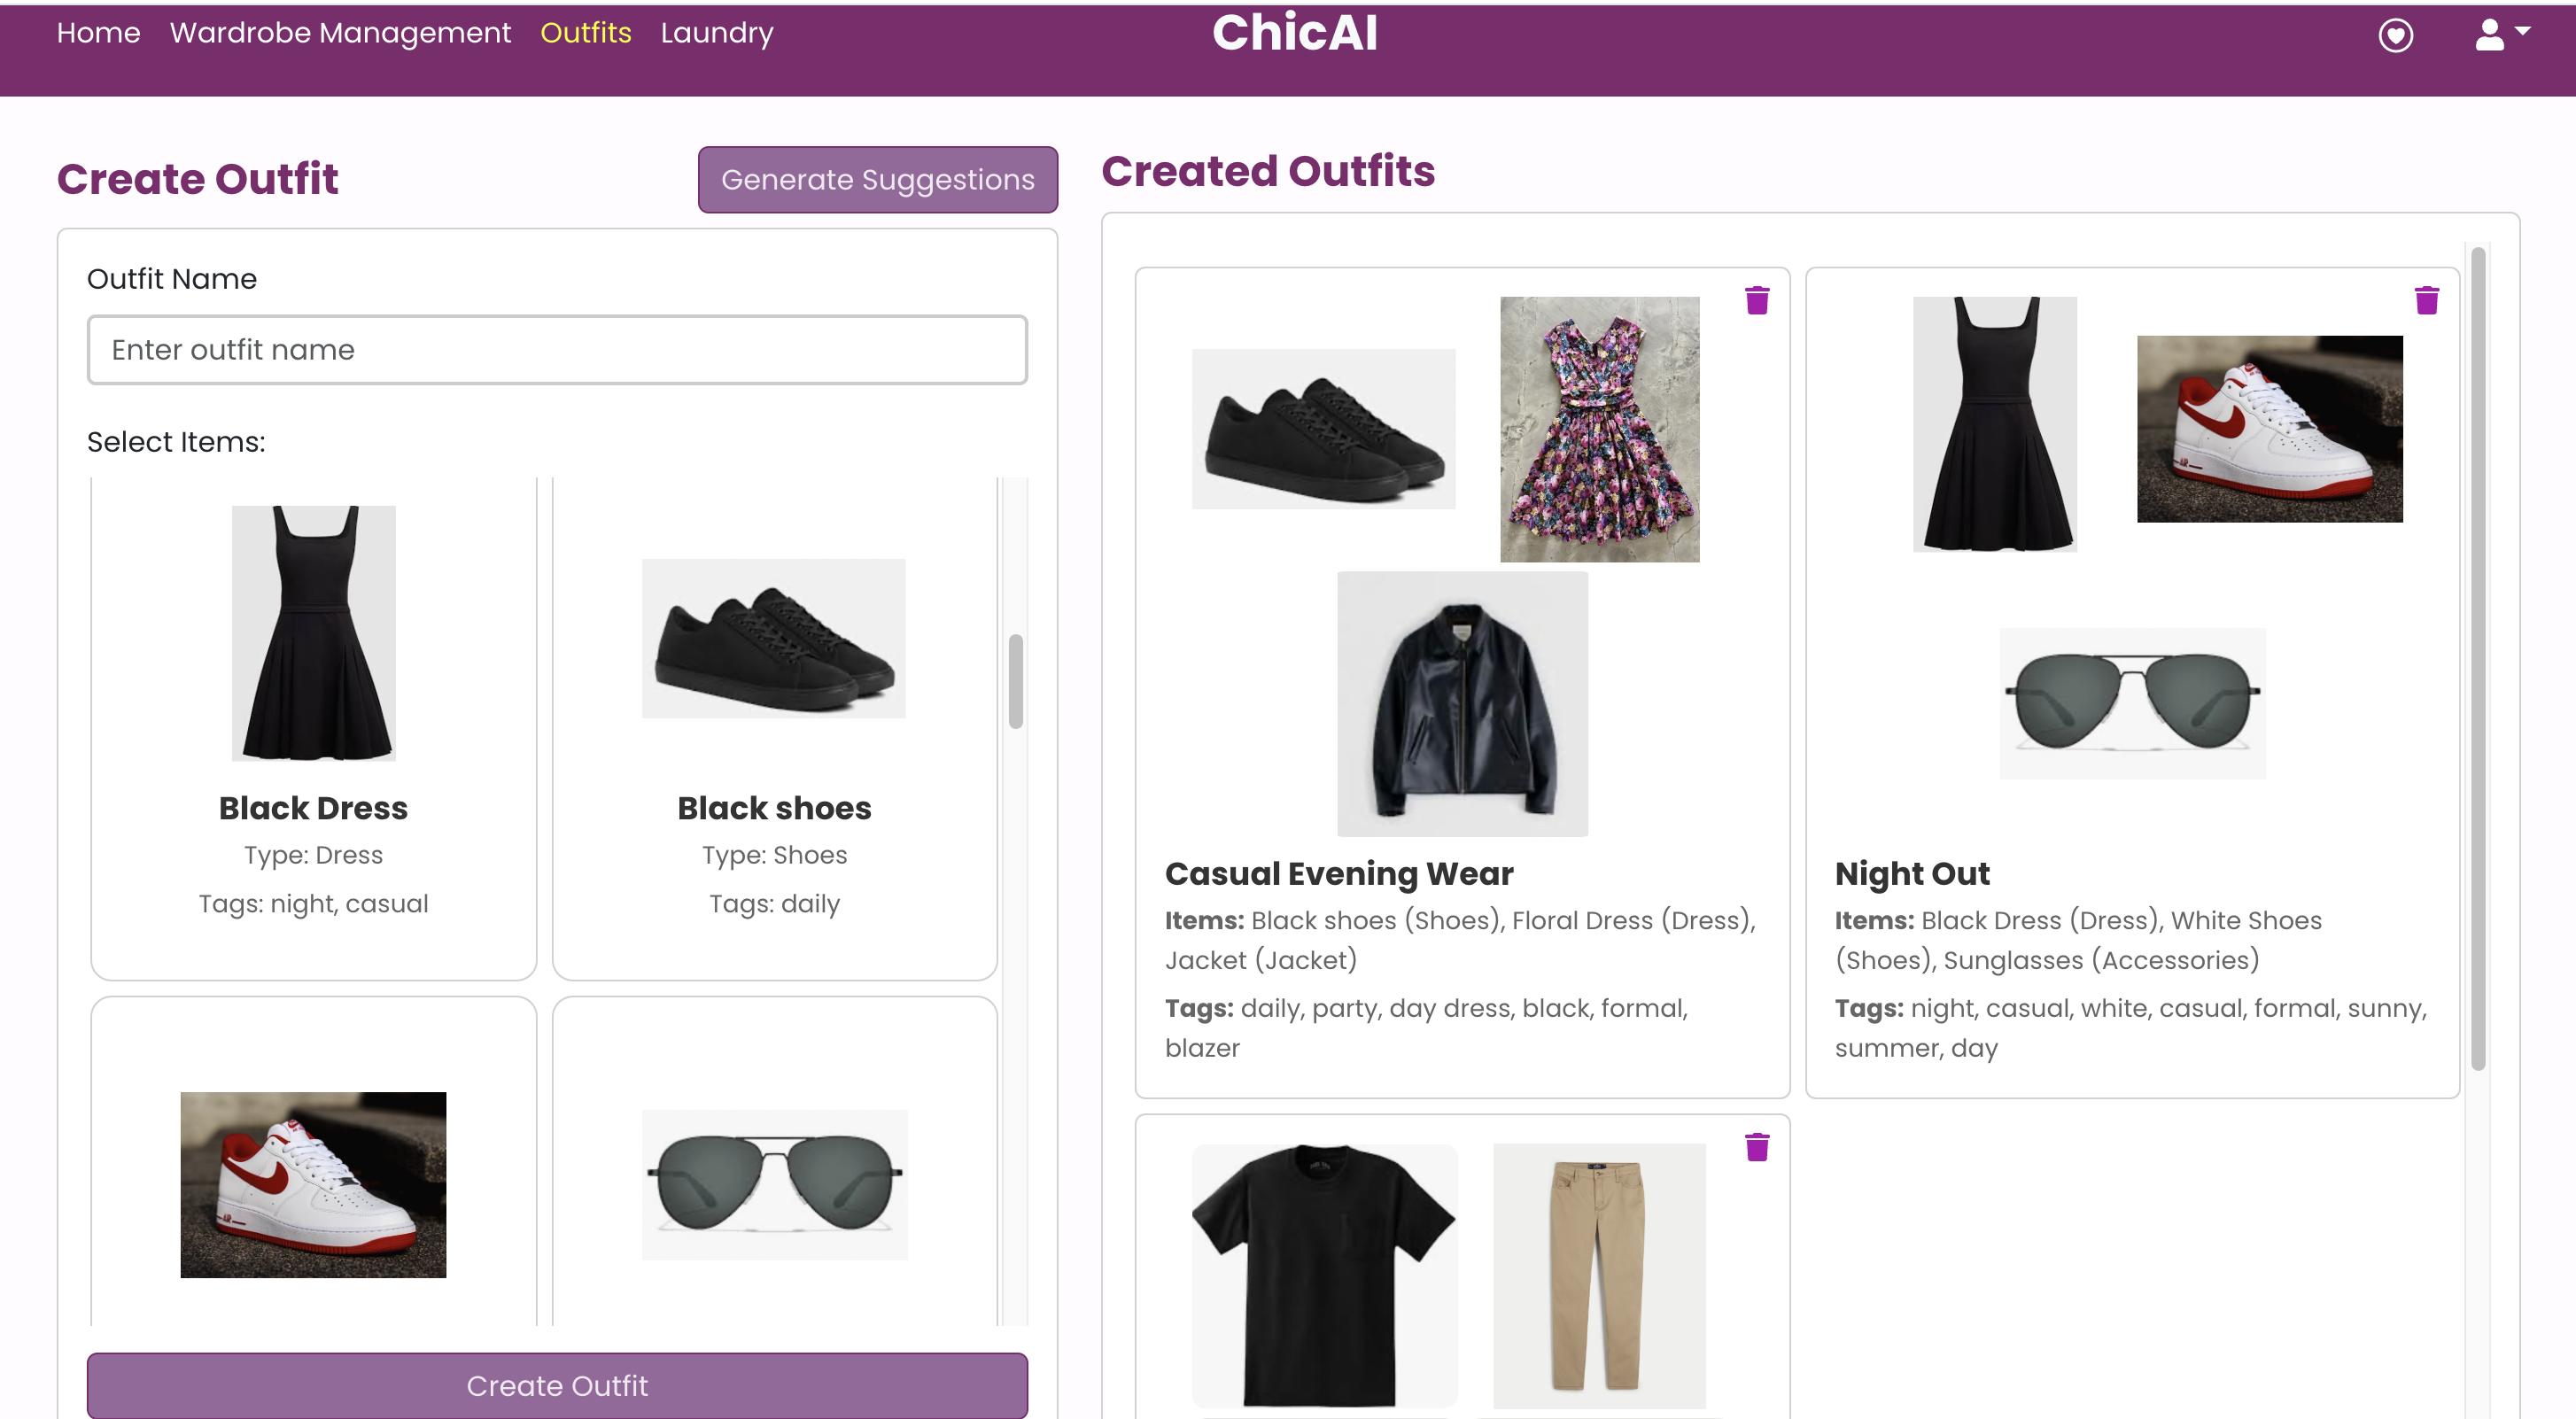 Home Wardrobe Management Outfits Laundry
ChicAI
Create Outfit
Generate Suggestions
Outfit Name
Enter outfit name
Select Items:
Black Dress
Type: Dress
Tags: night, casual
Black shoes
Type: Shoes
Tags: daily
Create Outfit
Created Outfits
Casual Evening Wear
Items: Black shoes (Shoes), Floral Dress (Dress),
Jacket (Jacket)
Tags: daily, party, day dress, black, formal,
blazer
Night Out
Items: Black Dress (Dress), White Shoes
(Shoes), Sunglasses (Accessories)
Tags: night, casual, white, casual, formal, sunny,
summer, day